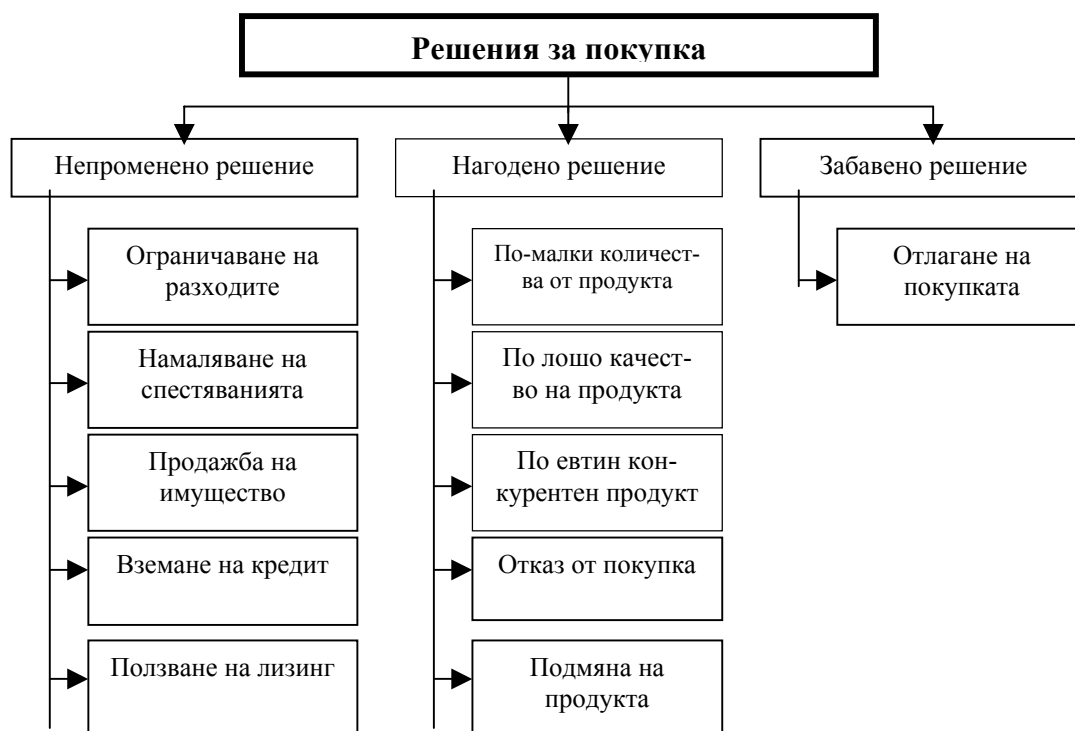 Решения за покупка
Непроменено решение
Нагодено решение
Забавено решение
Ограничаване на
разходите
Намаляване на
спестяванията
Продажба на
имущество
Вземане на кредит
Ползване на лизинг
По-малки количест-
ва от продукта
По лошо качест-
во на продукта
По евтин кон-
курентен продукт
Отказ от покупка
Подмяна на
продукта
Отлагане на
покупката